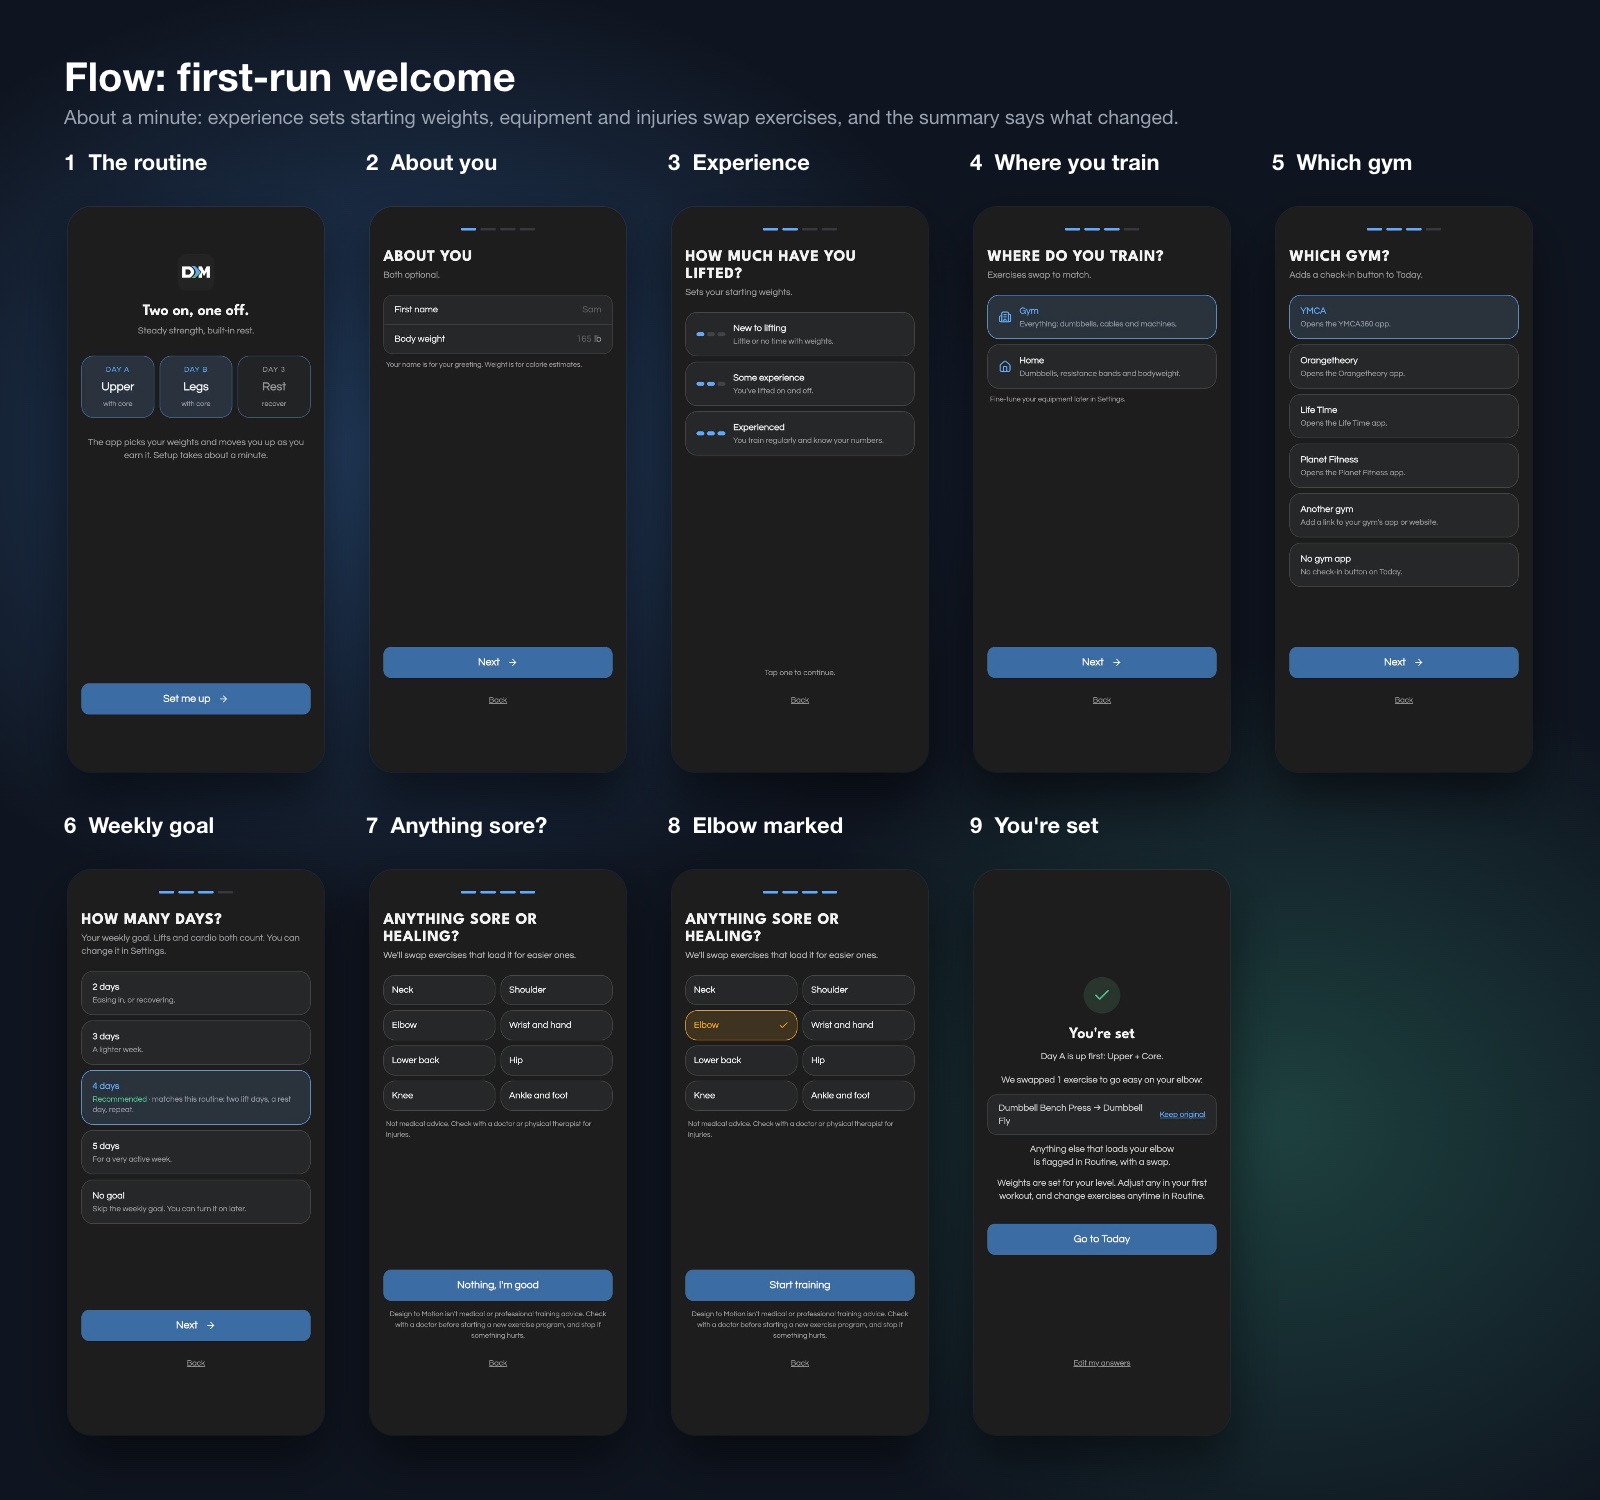 Flow: first-run welcome
About a minute: experience sets starting weights, equipment and injuries swap exercises, and the summary says what changed.
1 The routine
DXM
Two on, one off.
Steady strength, built-in rest.
DAY A
Upper
with core
DAY B
Legs
with core
DAY 3
Rest
recover
The app picks your weights and moves you up as you
earn it. Setup takes about a minute.
Set me up →
2 About you
ABOUT YOU
Both optional.
First name Sam
Body weight 165 lb
Your name is for your greeting. Weight is for calorie estimates.
Next →
Back
3 Experience
HOW MUCH HAVE YOU
LIFTED?
Sets your starting weights.
New to lifting
Little or no time with weights.
Some experience
You've lifted on and off.
Experienced
You train regularly and know your numbers.
Tap one to continue.
Back
4 Where you train
WHERE DO YOU TRAIN?
Exercises swap to match.
Gym
Everything: dumbbells, cables and machines.
Home
Dumbbells, resistance bands and bodyweight.
Fine-tune your equipment later in Settings.
Next →
Back
5 Which gym
WHICH GYM?
Adds a check-in button to Today.
YMCA
Opens the YMCA360 app.
Orangetheory
Opens the Orangetheory app.
Life Time
Opens the Life Time app.
Planet Fitness
Opens the Planet Fitness app.
Another gym
Add a link to your gym's app or website.
No gym app
No check-in button on Today.
Next →
Back
6 Weekly goal
HOW MANY DAYS?
Your weekly goal. Lifts and cardio both count. You can
change it in Settings.
2 days
Easing in, or recovering.
3 days
A lighter week.
4 days
Recommended · matches this routine: two lift days, a rest
day, repeat.
5 days
For a very active week.
No goal
Skip the weekly goal. You can turn it on later.
Next →
Back
7 Anything sore?
ANYTHING SORE OR
HEALING?
We'll swap exercises that load it for easier ones.
Neck
Shoulder
Elbow
Wrist and hand
Lower back
Hip
Knee
Ankle and foot
Not medical advice. Check with a doctor or physical therapist for
injuries.
Nothing, I'm good
Design to Motion isn't medical or professional training advice. Check
with a doctor before starting a new exercise program, and stop if
something hurts.
Back
8 Elbow marked
ANYTHING SORE OR
HEALING?
We'll swap exercises that load it for easier ones.
Neck
Shoulder
Elbow
Wrist and hand
Lower back
Hip
Knee
Ankle and foot
Not medical advice. Check with a doctor or physical therapist for
injuries.
Start training
Design to Motion isn't medical or professional training advice. Check
with a doctor before starting a new exercise program, and stop if
something hurts.
Back
9 You're set
You're set
Day A is up first: Upper + Core.
We swapped 1 exercise to go easy on your elbow:
Dumbbell Bench Press → Dumbbell
Fly
Keep original
Anything else that loads your elbow
is flagged in Routine, with a swap.
Weights are set for your level. Adjust any in your first
workout, and change exercises anytime in Routine.
Go to Today
Edit my answers